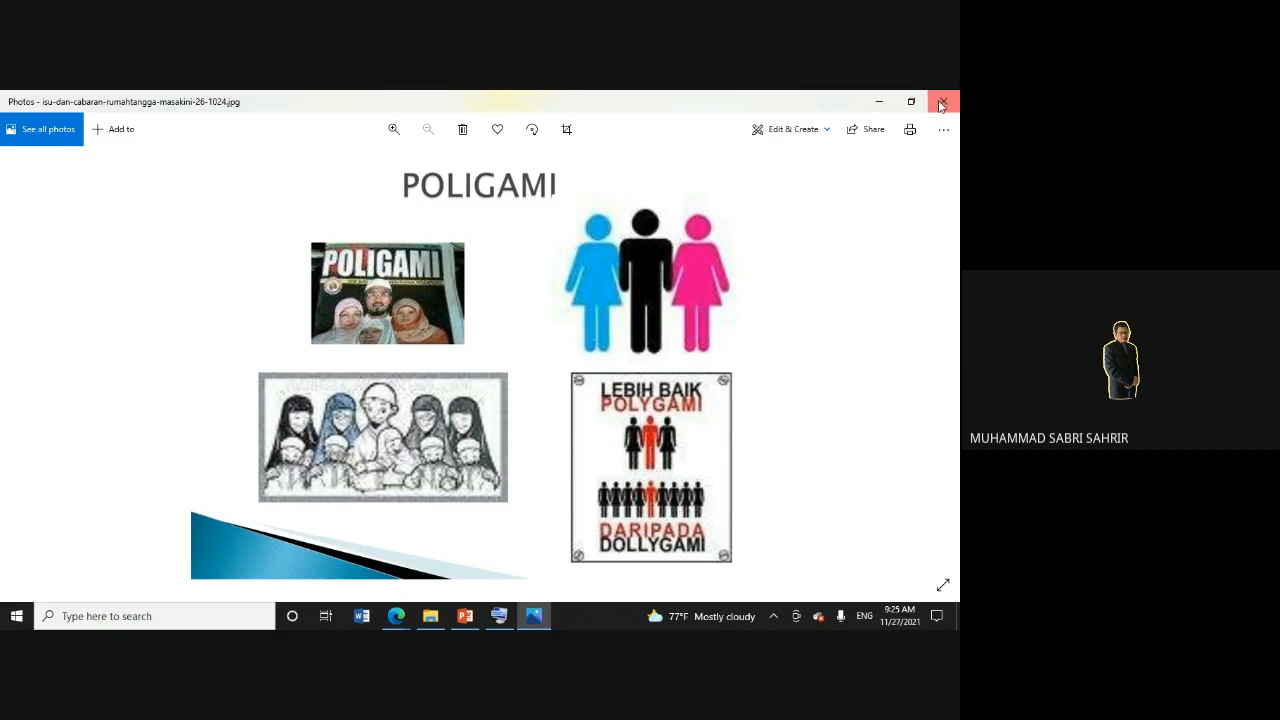 Photos - isu-dan-cabaran-rumahtangga-masakini-26-1024.jpg
See all photos
Add to
Edit & Create
Share
POLIGAMI
POLIGAMI
LEBIH BAIK
POLYGAMI
DARIPADA
DOLLYGAMI
MUHAMMAD SABRI SAHRIR
Type here to search
77°F Mostly cloudy
ENG
9:25 AM
11/27/2021